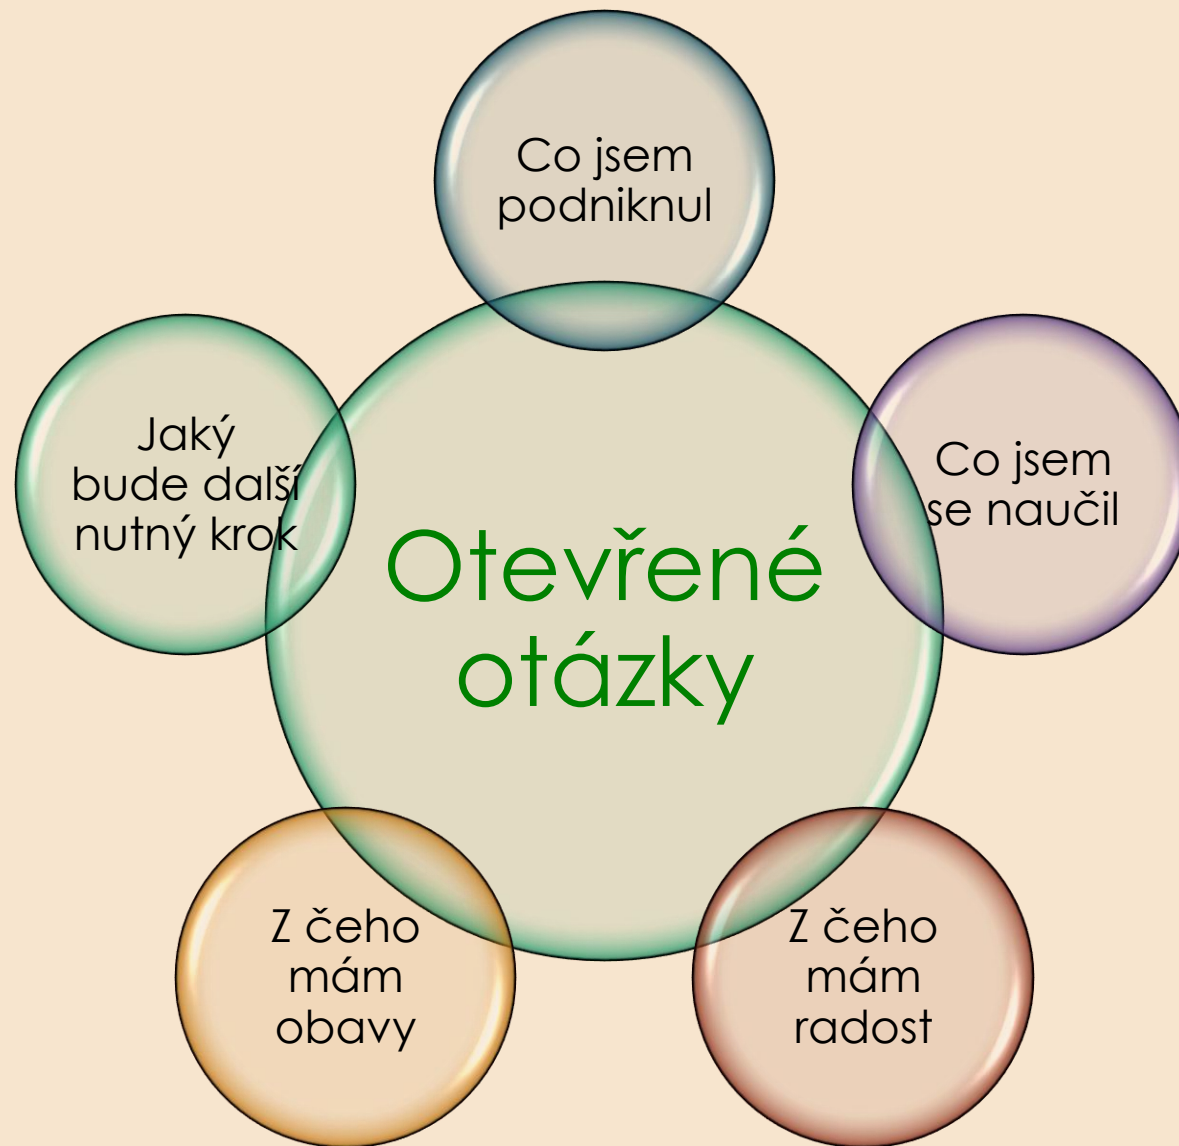 Co jsem
podniknul
Jaký
bude další
nutný krok
Co jsem
se naučil
Otevřené
otázky
Z čeho
mám
obavy
Z čeho
mám
radost